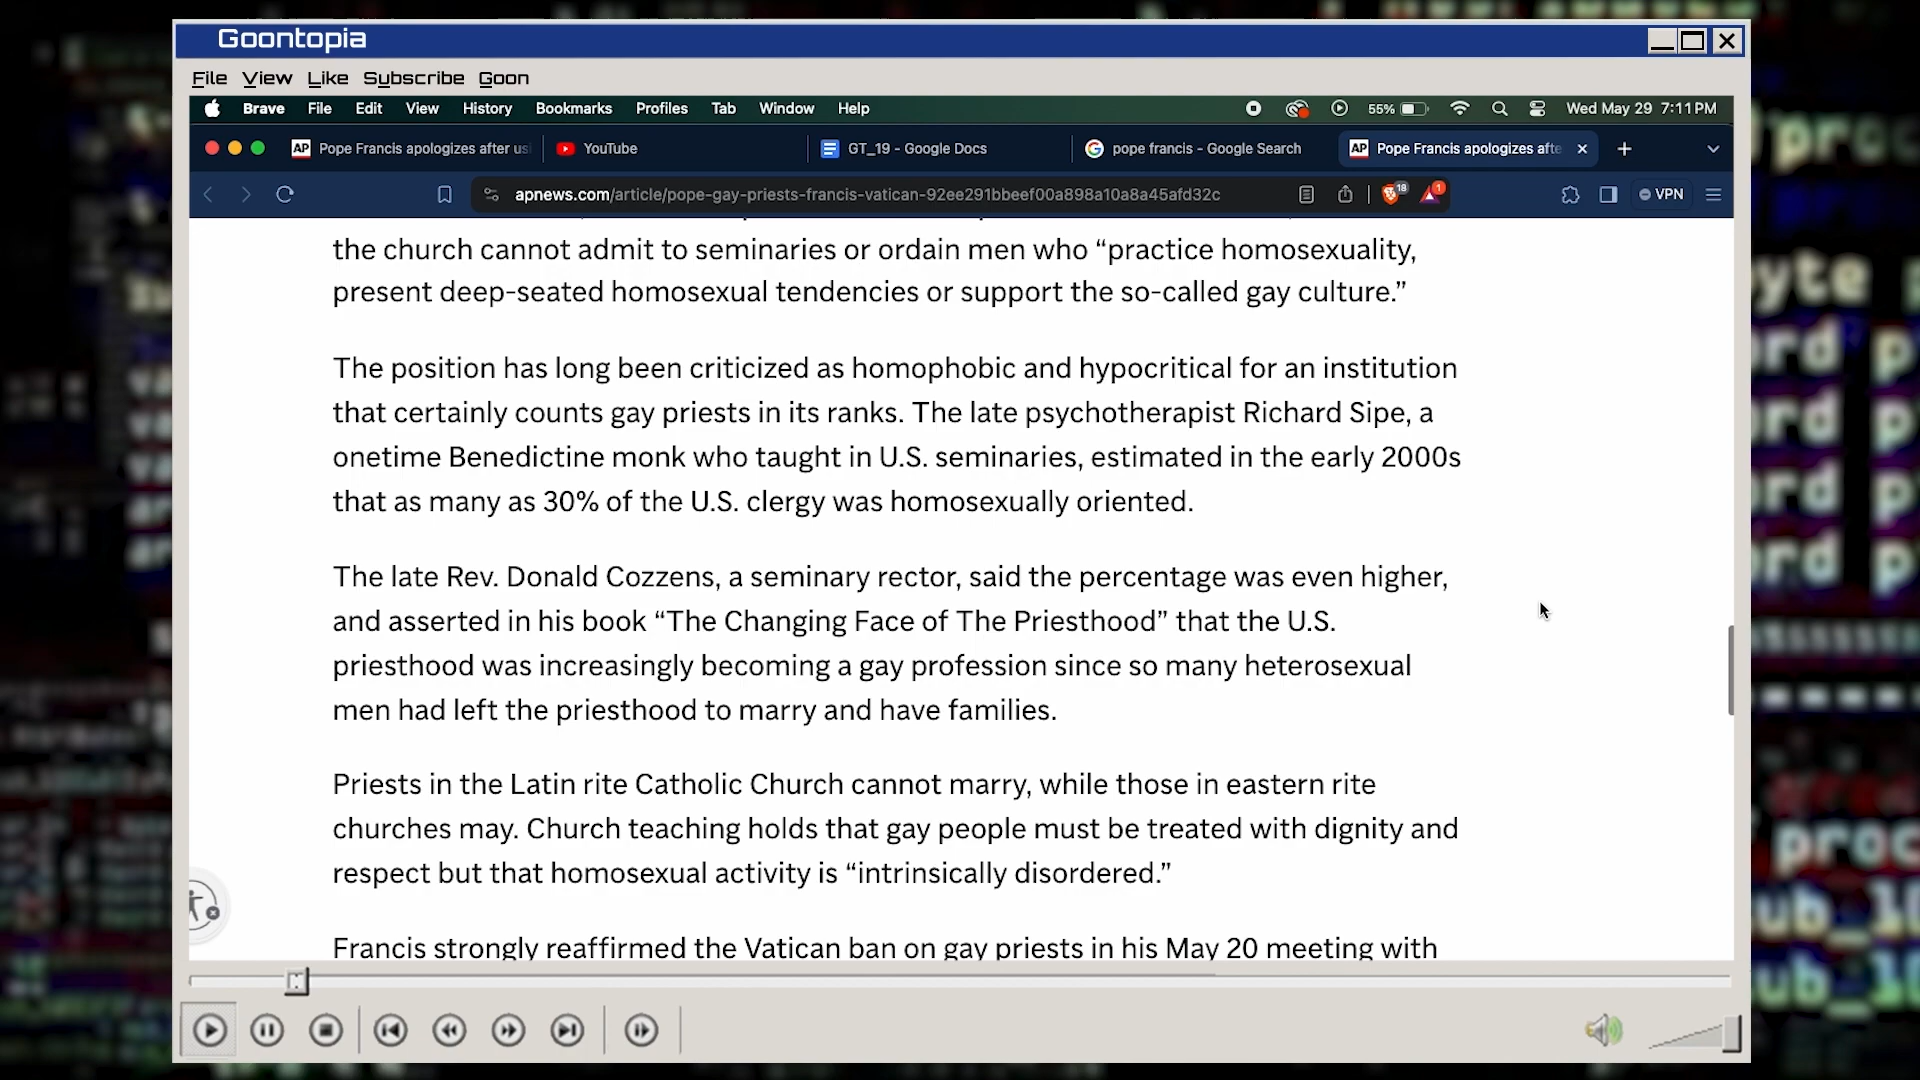 Goontopia
File View Like Subscribe Goon
Brave File Edit View History Bookmarks Profiles Tab Window Help 55% Wed May 29 7:11 PM
AP Pope Francis apologizes after us YouTube GT_19 - Google Docs pope francis - Google Search AP Pope Francis apologizes afte
apnews.com/article/pope-gay-priests-francis-vatican-92ee291bbeef00a898a10a8a45afd32c 18 1 VPN
the church cannot admit to seminaries or ordain men who “practice homosexuality,
present deep-seated homosexual tendencies or support the so-called gay culture.”
The position has long been criticized as homophobic and hypocritical for an institution
that certainly counts gay priests in its ranks. The late psychotherapist Richard Sipe, a
onetime Benedictine monk who taught in U.S. seminaries, estimated in the early 2000s
that as many as 30% of the U.S. clergy was homosexually oriented.
The late Rev. Donald Cozzens, a seminary rector, said the percentage was even higher,
and asserted in his book “The Changing Face of The Priesthood” that the U.S.
priesthood was increasingly becoming a gay profession since so many heterosexual
men had left the priesthood to marry and have families.
Priests in the Latin rite Catholic Church cannot marry, while those in eastern rite
churches may. Church teaching holds that gay people must be treated with dignity and
respect but that homosexual activity is “intrinsically disordered.”
Francis strongly reaffirmed the Vatican ban on gay priests in his May 20 meeting with